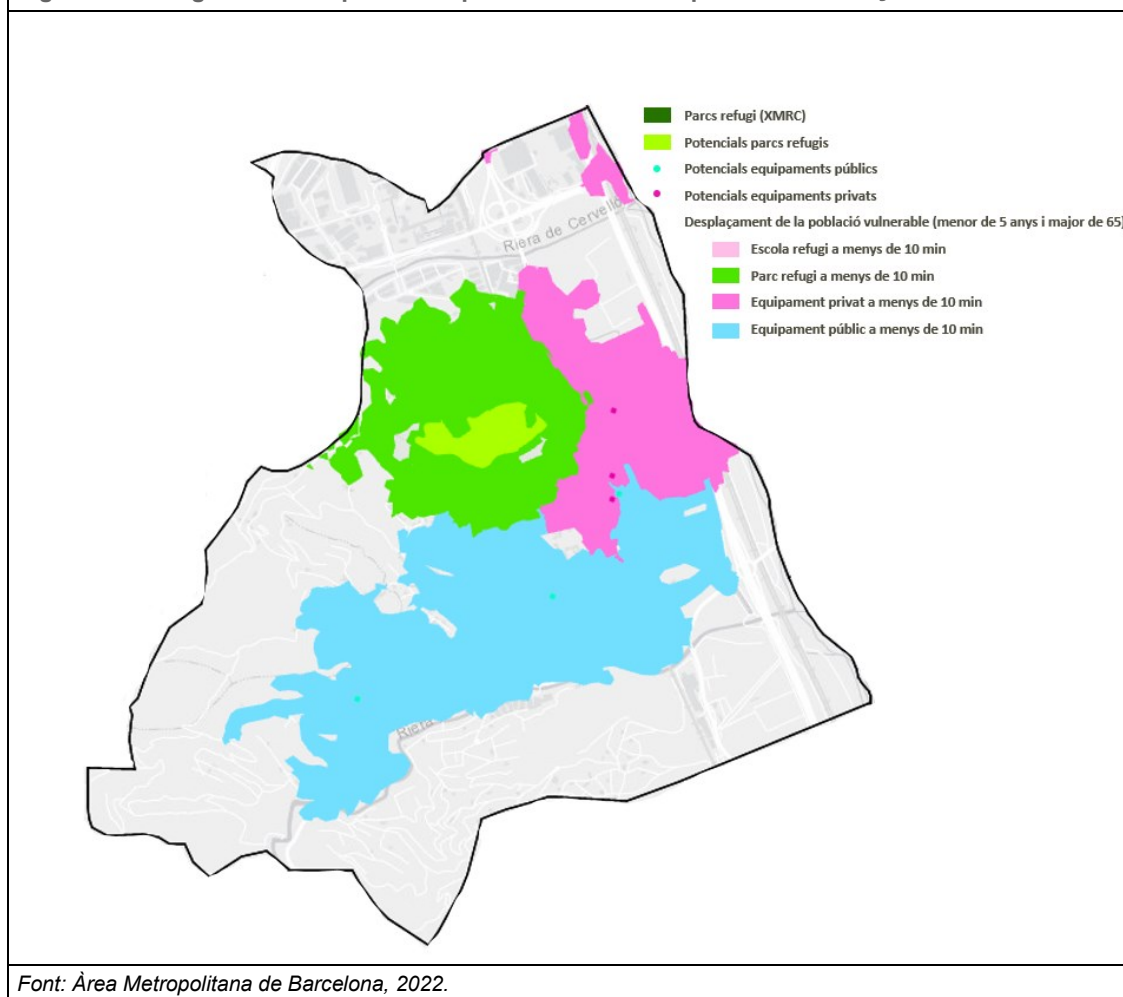 Parcs refugi (XMRC)
Potencials parcs refugis
Potencials equipaments públics
Potencials equipaments privats
Desplaçament de la població vulnerable (menor de 5 anys i major de 65)
Escola refugi a menys de 10 min
Parc refugi a menys de 10 min
Equipament privat a menys de 10 min
Equipament públic a menys de 10 min
Riera de Cervelló
Riera
Font: Àrea Metropolitana de Barcelona, 2022.